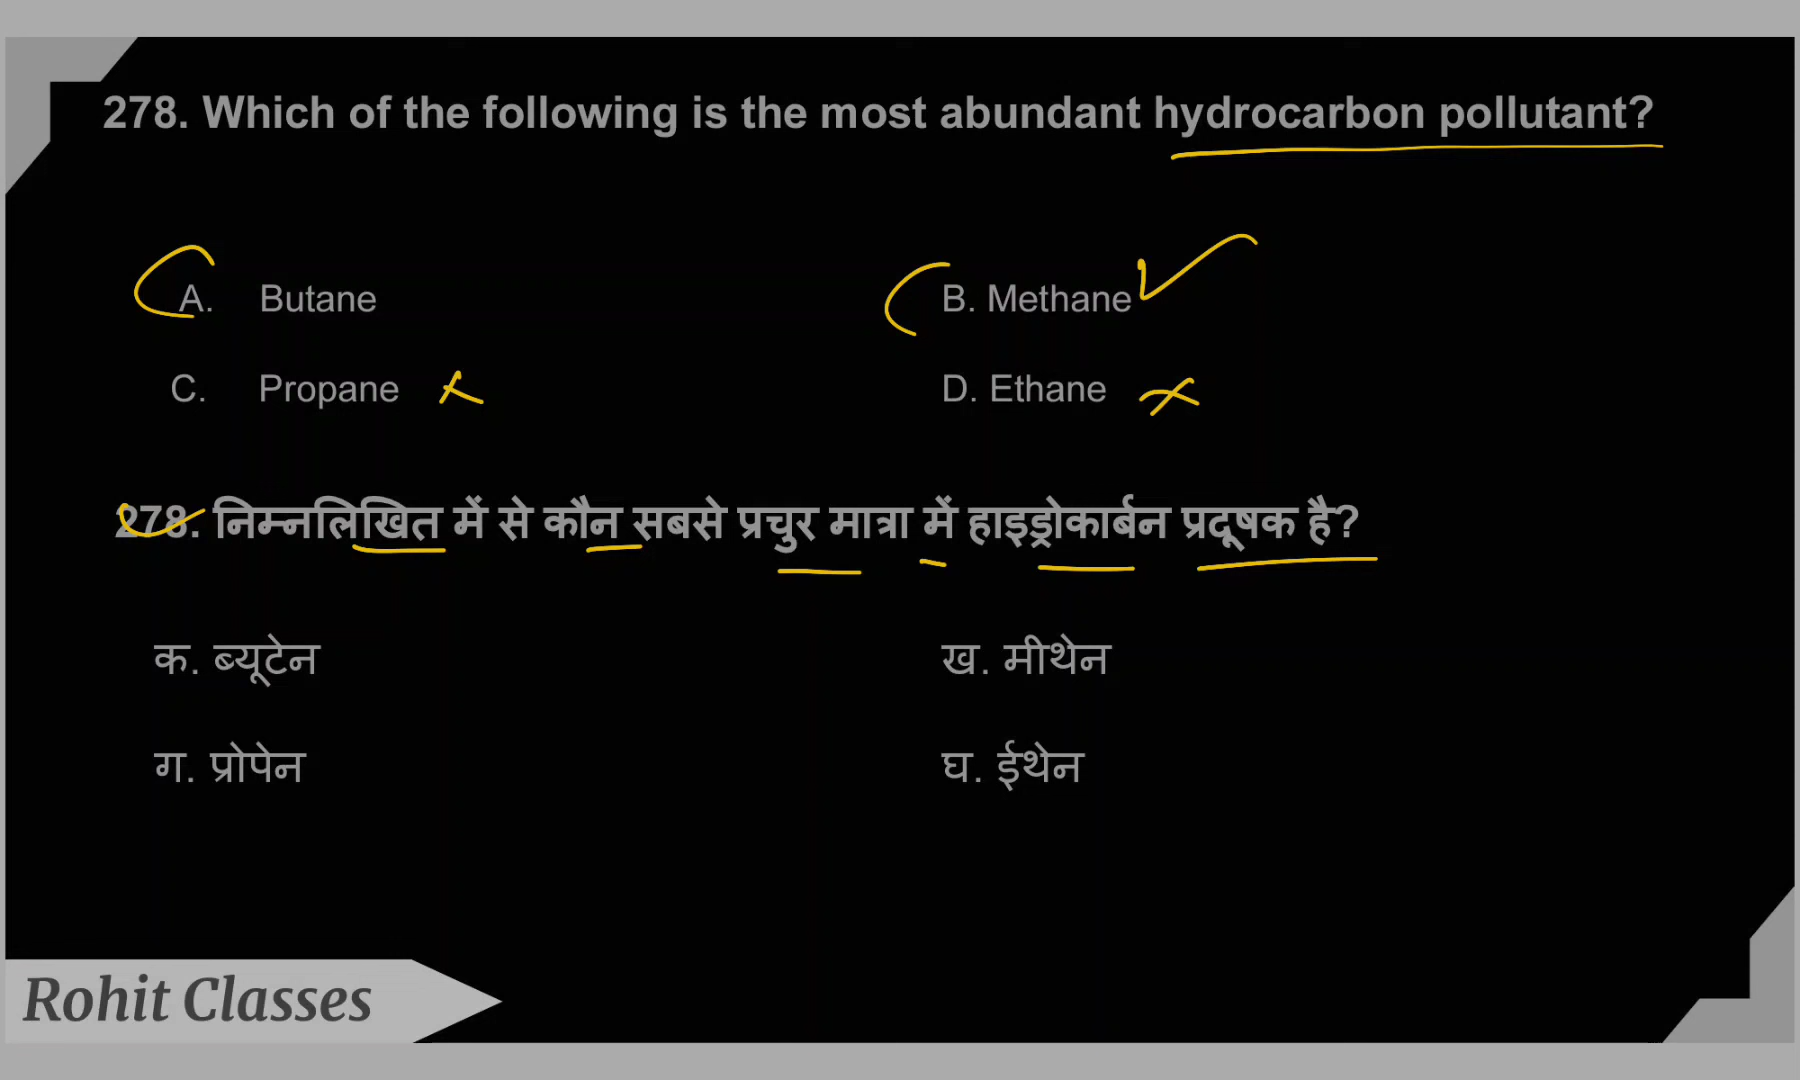 278. Which of the following is the most abundant hydrocarbon pollutant?
A. Butane
B. Methane
C. Propane
D. Ethane
278. निम्नलिखित में से कौन सबसे प्रचुर मात्रा में हाइड्रोकार्बन प्रदूषक है?
क. ब्यूटेन
ख. मीथेन
ग. प्रोपेन
घ. ईथेन
Rohit Classes